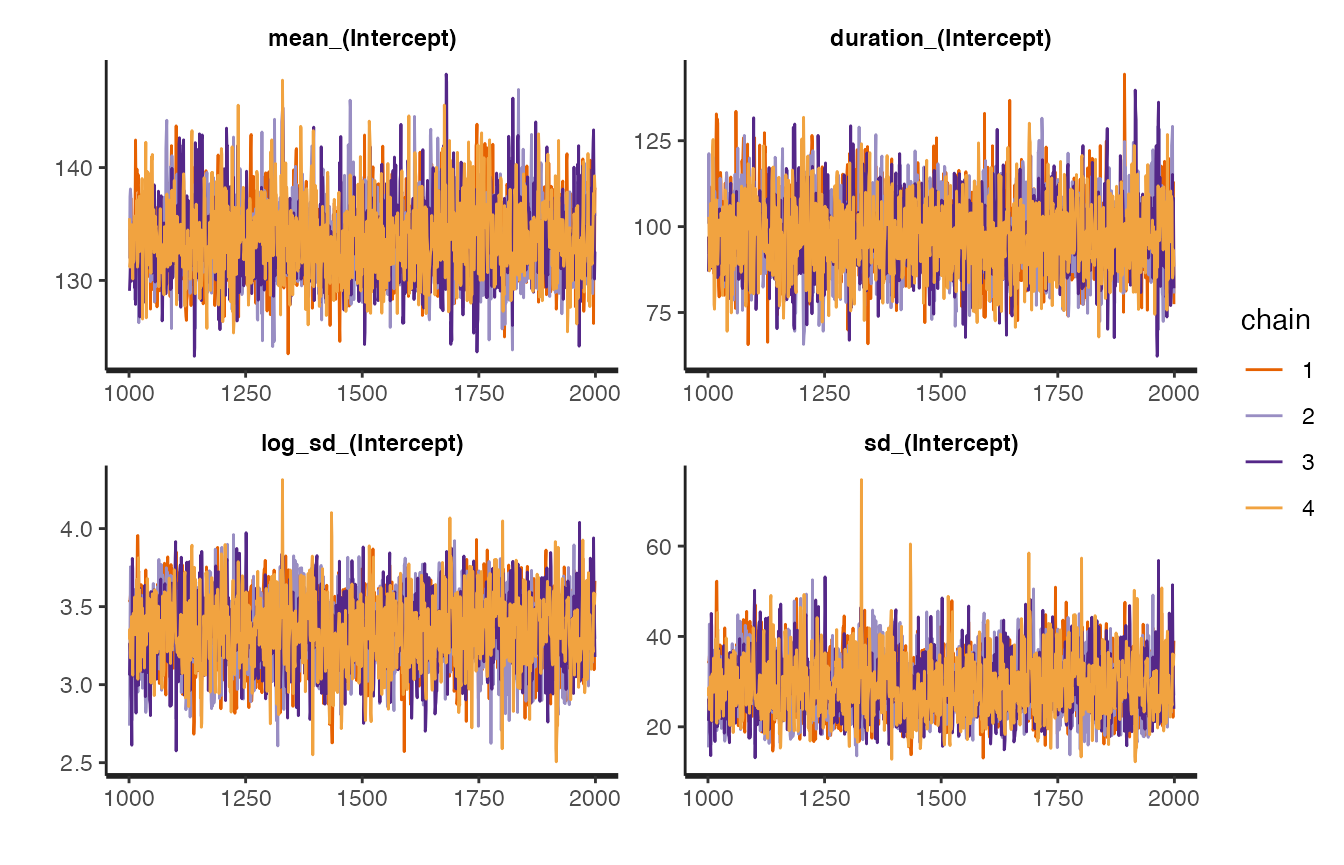 mean_(Intercept)
duration_(Intercept)
140
130
125
100
75
1000 1250 1500 1750 2000
1000 1250 1500 1750 2000
log_sd_(Intercept)
sd_(Intercept)
4.0
3.5
3.0
2.5
60
40
20
1000 1250 1500 1750 2000
1000 1250 1500 1750 2000
chain
1
2
3
4